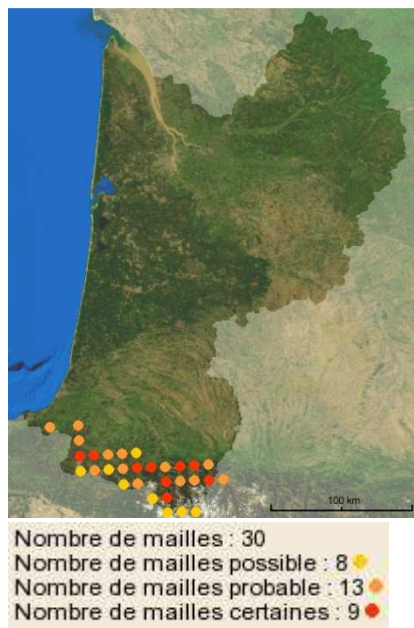 100 km
Nombre de mailles : 30
Nombre de mailles possible : 8
Nombre de mailles probable : 13
Nombre de mailles certaines : 9